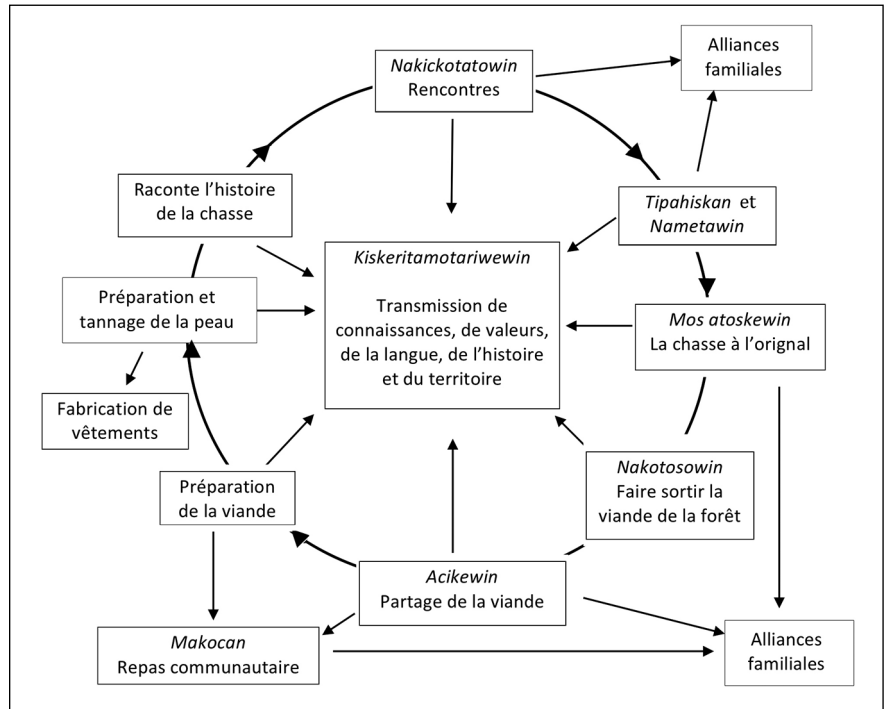 Nakickotatowin
Rencontres
Alliances
familiales
Raconte l’histoire
de la chasse
Tipahiskan et
Nametawin
Kiskeritamotariwewin
Transmission de
connaissances, de valeurs,
de la langue, de l’histoire
et du territoire
Préparation et
tannage de la peau
Mos atoskewin
La chasse à l’orignal
Fabrication de
vêtements
Nakotosowin
Faire sortir la
viande de la forêt
Préparation
de la viande
Acikewin
Partage de la viande
Makocan
Repas communautaire
Alliances
familiales